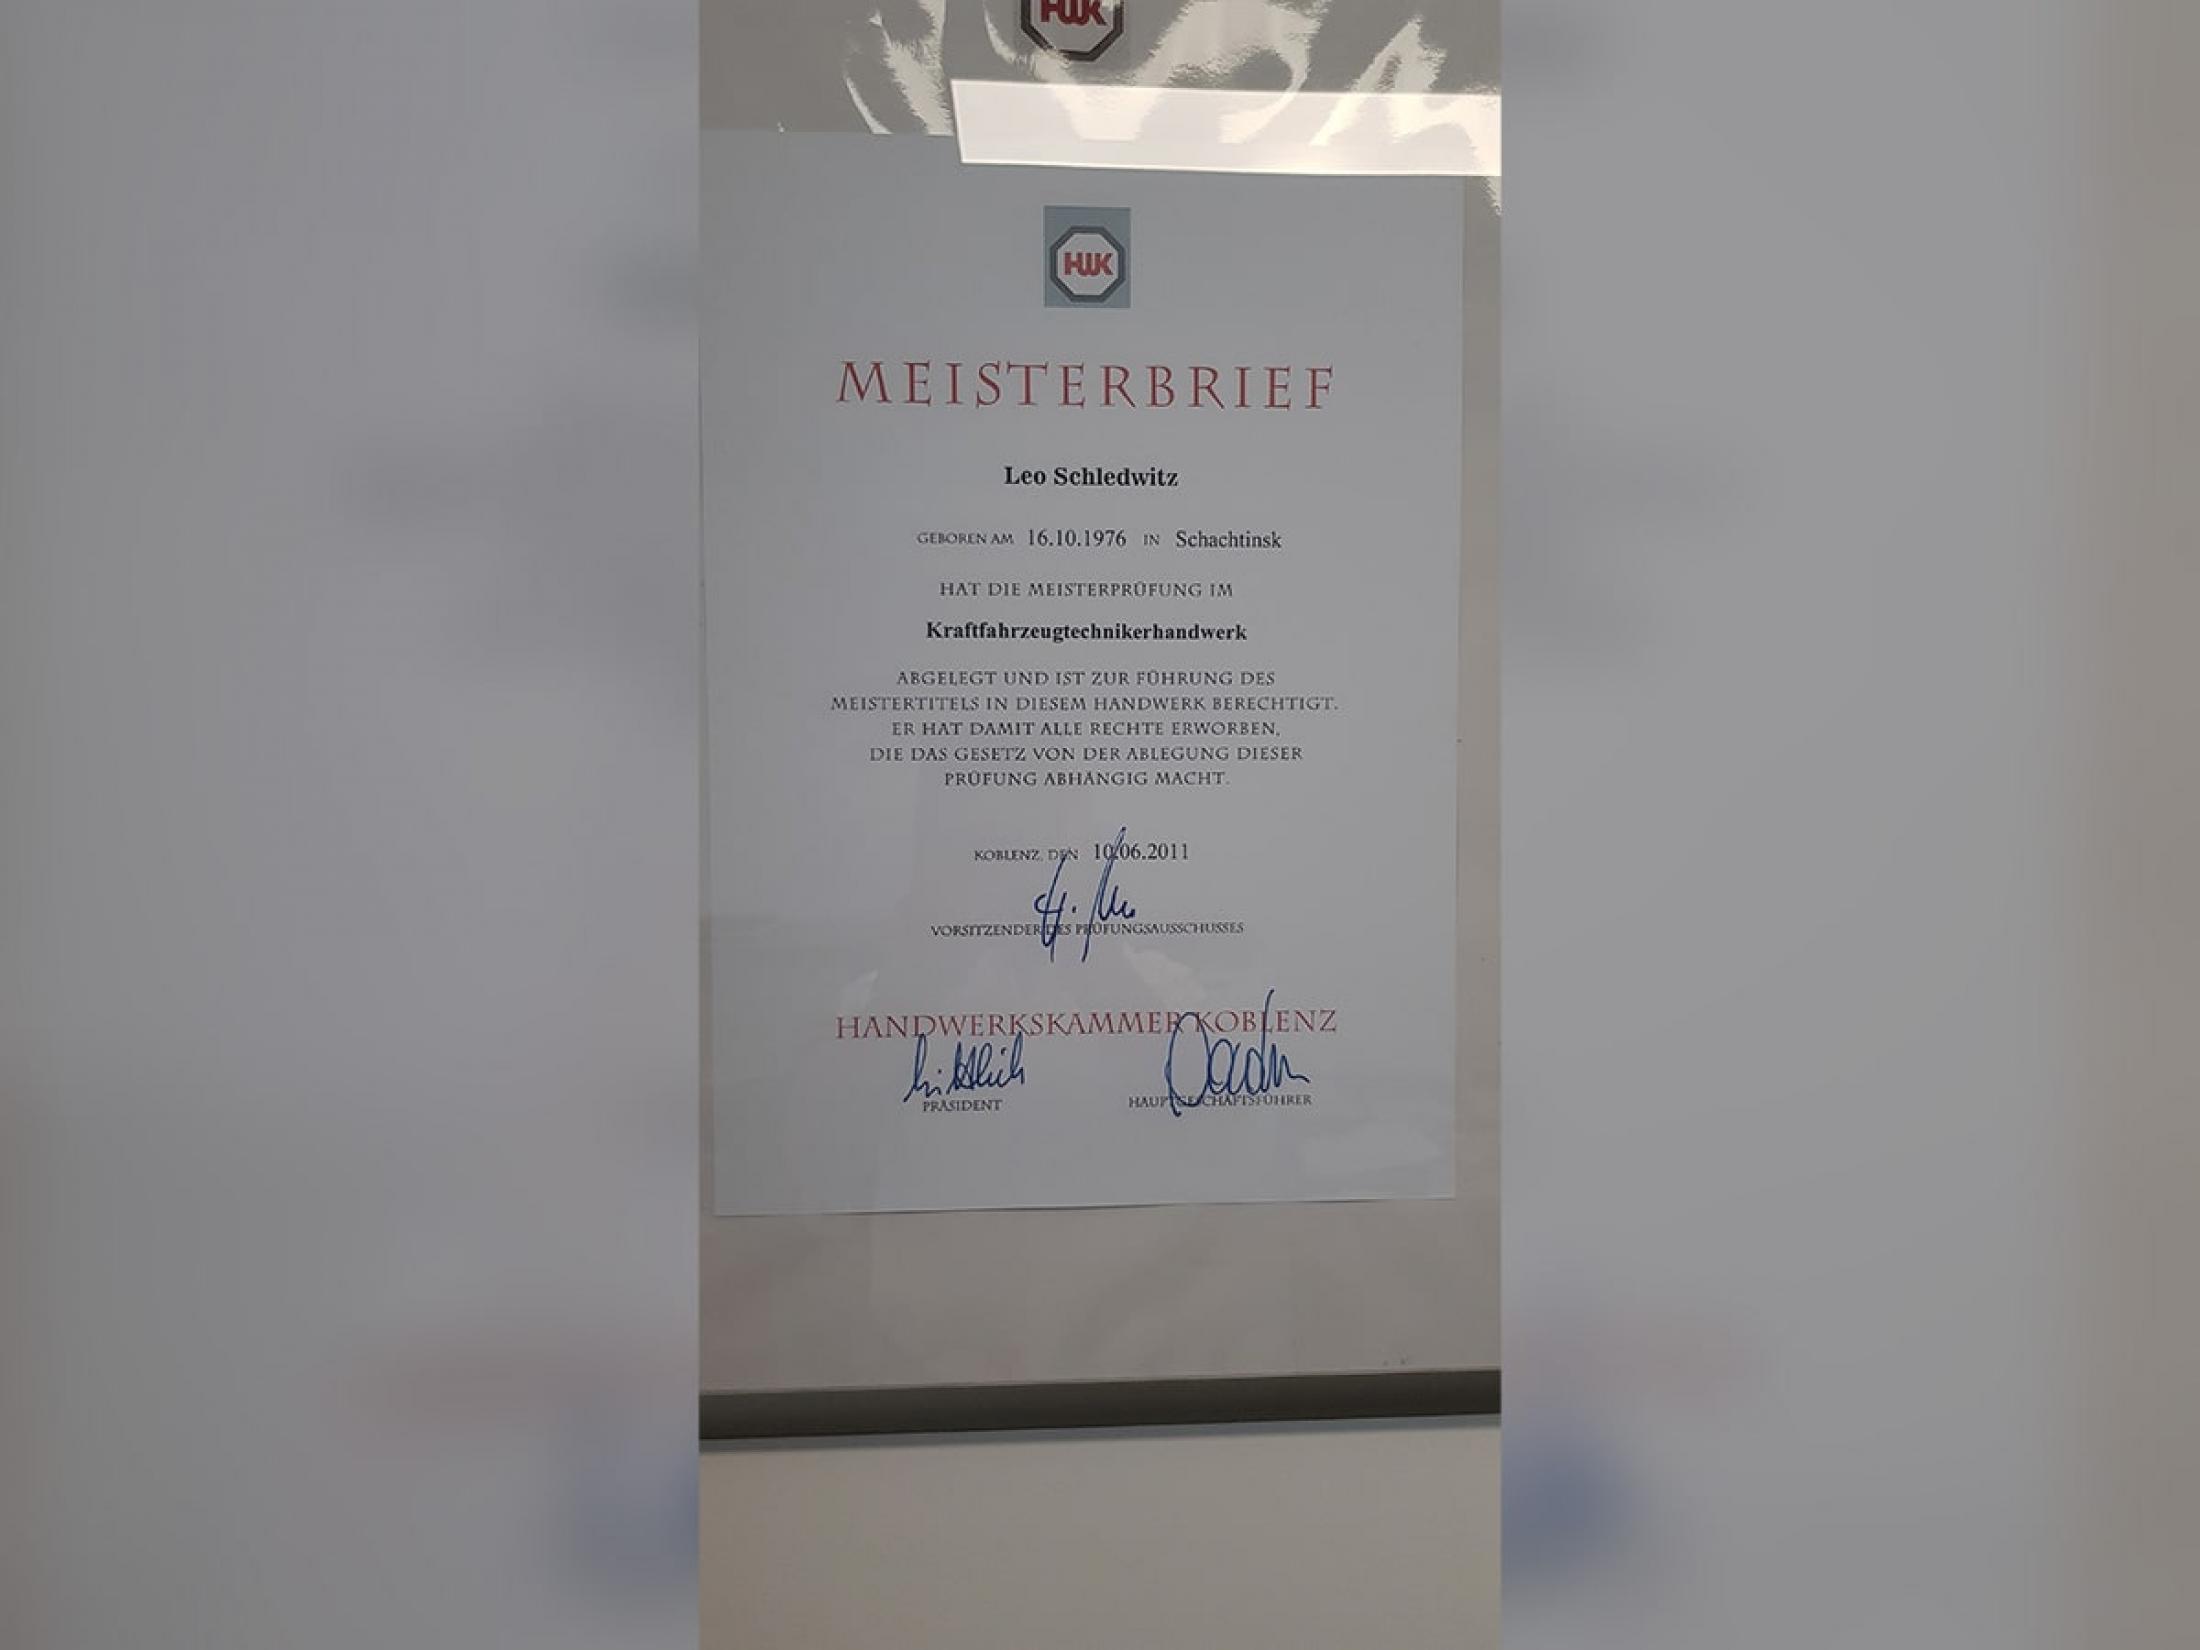 HWK
HWK
MEISTERBRIEF
Leo Schledwitz
GEBOREN AM 16.10.1976 IN Schachtinsk
HAT DIE MEISTERPRÜFUNG IM
Kraftfahrzeugtechnikerhandwerk
ABGELEGT UND IST ZUR FÜHRUNG DES
MEISTERTITELS IN DIESEM HANDWERK BERECHTIGT.
ER HAT DAMIT ALLE RECHTE ERWORBEN,
DIE DAS GESETZ VON DER ABLEGUNG DIESER
PRÜFUNG ABHÄNGIG MACHT.
KOBLENZ, DEN 10.06.2011
VORSITZENDER DES PRÜFUNGSAUSSCHUSSES
HANDWERKSKAMMER KOBLENZ
PRÄSIDENT HAUPTGESCHÄFTSFÜHRER